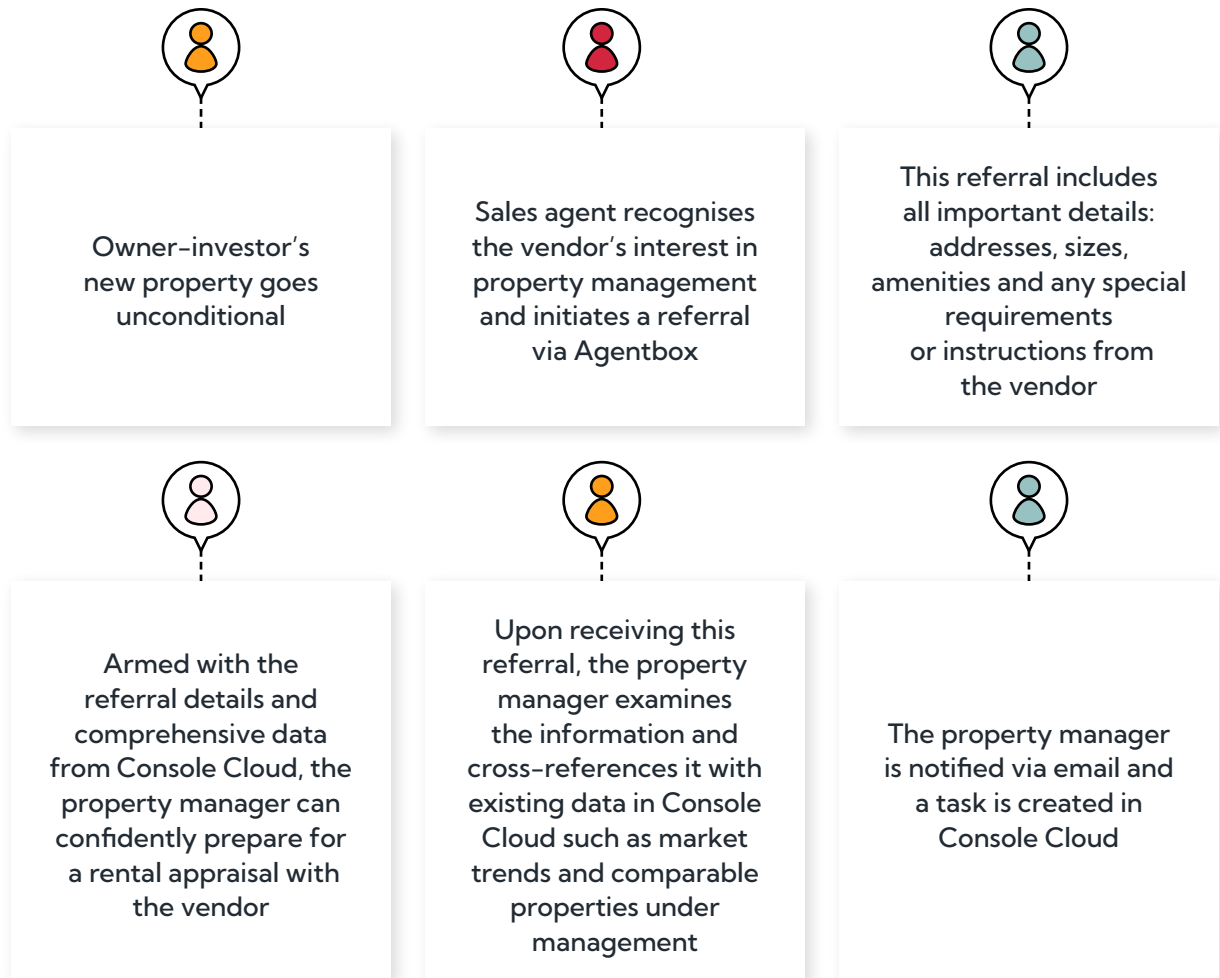 Owner-investor’s
new property goes
unconditional
Sales agent recognises
the vendor’s interest in
property management
and initiates a referral
via Agentbox
This referral includes
all important details:
addresses, sizes,
amenities and any special
requirements
or instructions from
the vendor
Armed with the
referral details and
comprehensive data
from Console Cloud, the
property manager can
confidently prepare for
a rental appraisal with
the vendor
Upon receiving this
referral, the property
manager examines
the information and
cross-references it with
existing data in Console
Cloud such as market
trends and comparable
properties under
management
The property manager
is notified via email and
a task is created in
Console Cloud